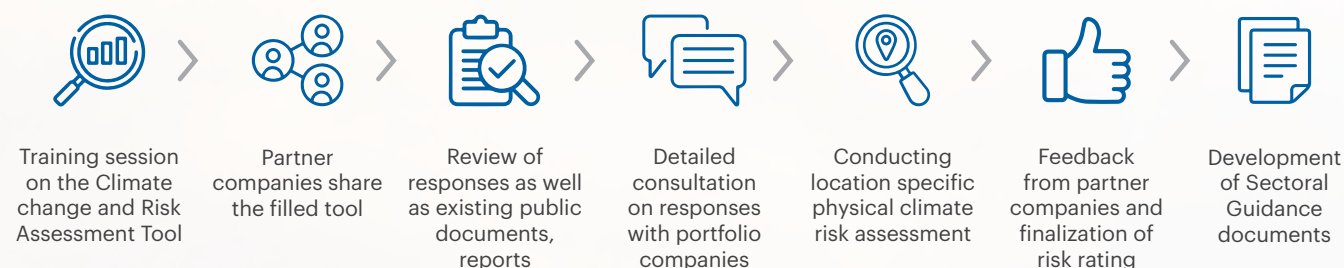 Training session
on the Climate
change and Risk
Assessment Tool
Partner
companies share
the filled tool
Review of
responses as well
as existing public
documents,
reports
Detailed
consultation
on responses
with portfolio
companies
Conducting
location specific
physical climate
risk assessment
Feedback
from partner
companies and
finalization of
risk rating
Development
of Sectoral
Guidance
documents